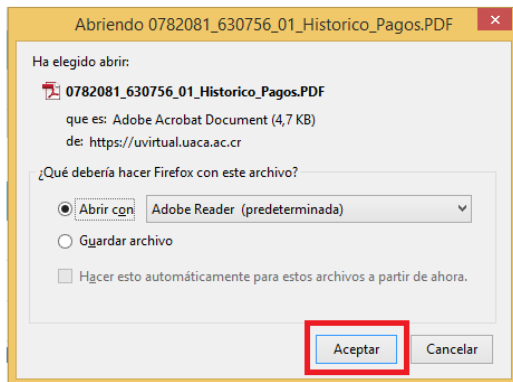 Abriendo 0782081_630756_01_Historico_Pagos.PDF
Ha elegido abrir:
0782081_630756_01_Historico_Pagos.PDF
que es: Adobe Acrobat Document (4,7 KB)
de: https://uvirtual.uaca.ac.cr
¿Qué debería hacer Firefox con este archivo?
Abrir con Adobe Reader (predeterminada)
Guardar archivo
Hacer esto automáticamente para estos archivos a partir de ahora.
Aceptar Cancelar